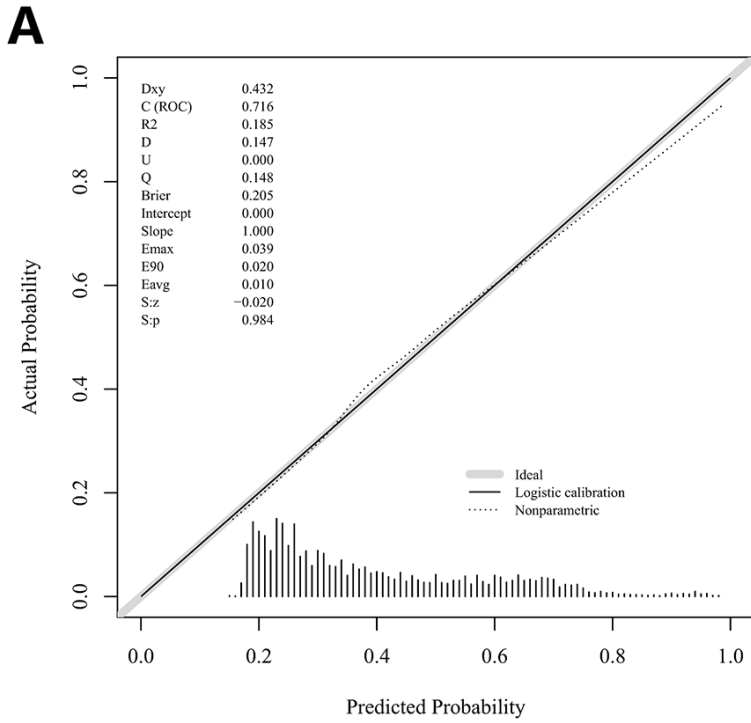 A
Dxy 0.432
C (ROC) 0.716
R2 0.185
D 0.147
U 0.000
Q 0.148
Brier 0.205
Intercept 0.000
Slope 1.000
Emax 0.039
E90 0.020
Eavg 0.010
S:z −0.020
S:p 0.984
1.0
0.8
0.6
0.4
0.2
0.0
Actual Probability
Ideal
Logistic calibration
Nonparametric
0.0 0.2 0.4 0.6 0.8 1.0
Predicted Probability